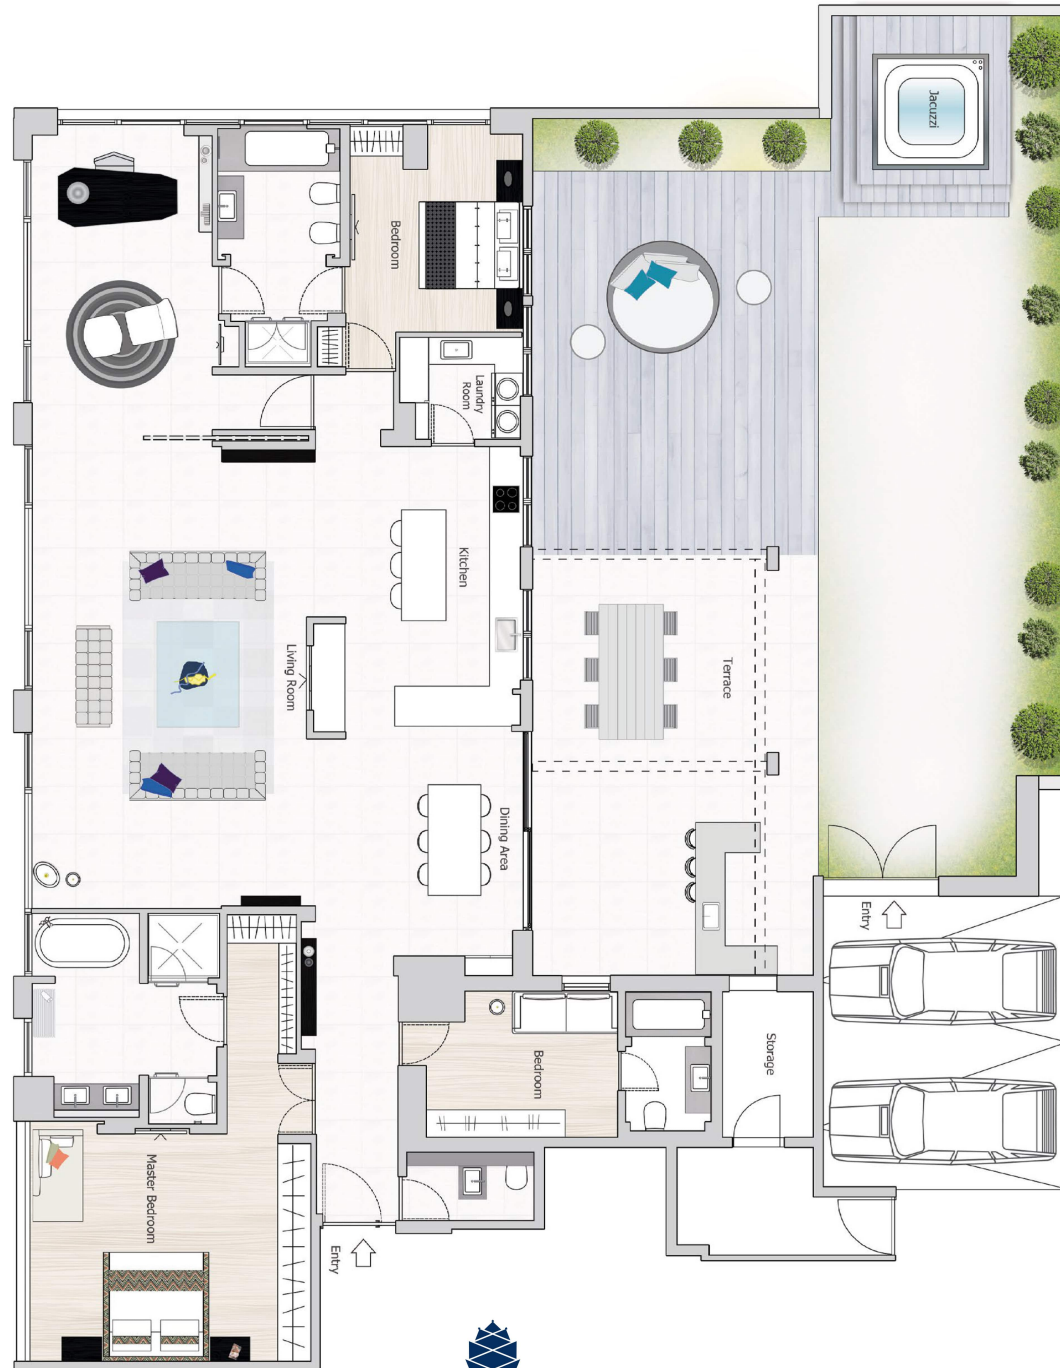 Jacuzzi
Bedroom
Laundry
Room
Kitchen
Living Room
Terrace
Dining Area
Entry
Storage
Bedroom
Master Bedroom
Entry